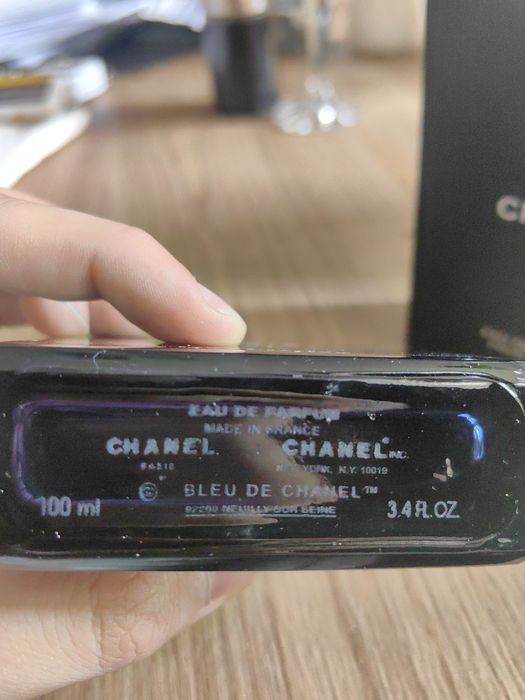 EAU DE PARFUM
MADE IN FRANCE
CHANEL CHANEL INC.
PARIS NEW YORK, N.Y. 10019
BLEU DE CHANEL™
100 ml 92200 NEUILLY SUR SEINE 3.4 FL.OZ.